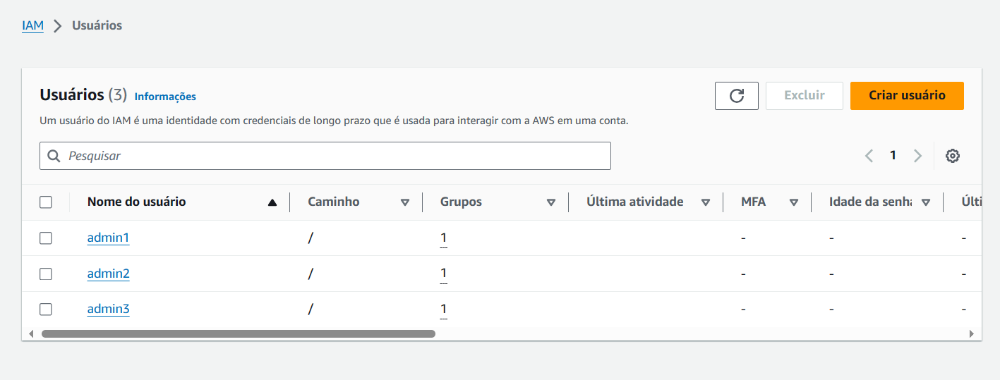 IAM > Usuários
Usuários (3) Informações
Excluir
Criar usuário
Um usuário do IAM é uma identidade com credenciais de longo prazo que é usada para interagir com a AWS em uma conta.
Pesquisar
1
Nome do usuário Caminho Grupos Última atividade MFA Idade da senha Últi
admin1 / 1 - - -
admin2 / 1 - - -
admin3 / 1 - - -